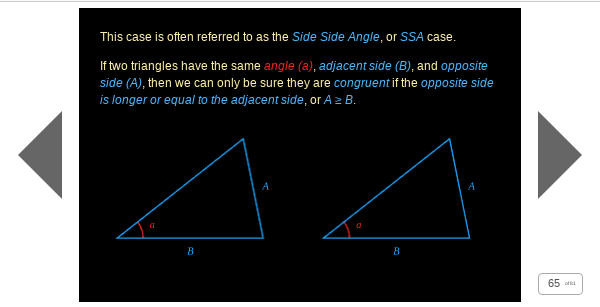 This case is often referred to as the Side Side Angle, or SSA case.
If two triangles have the same angle (a), adjacent side (B), and opposite
side (A), then we can only be sure they are congruent if the opposite side
is longer or equal to the adjacent side, or A ≥ B.
A
a
B
A
a
B
65 of 81